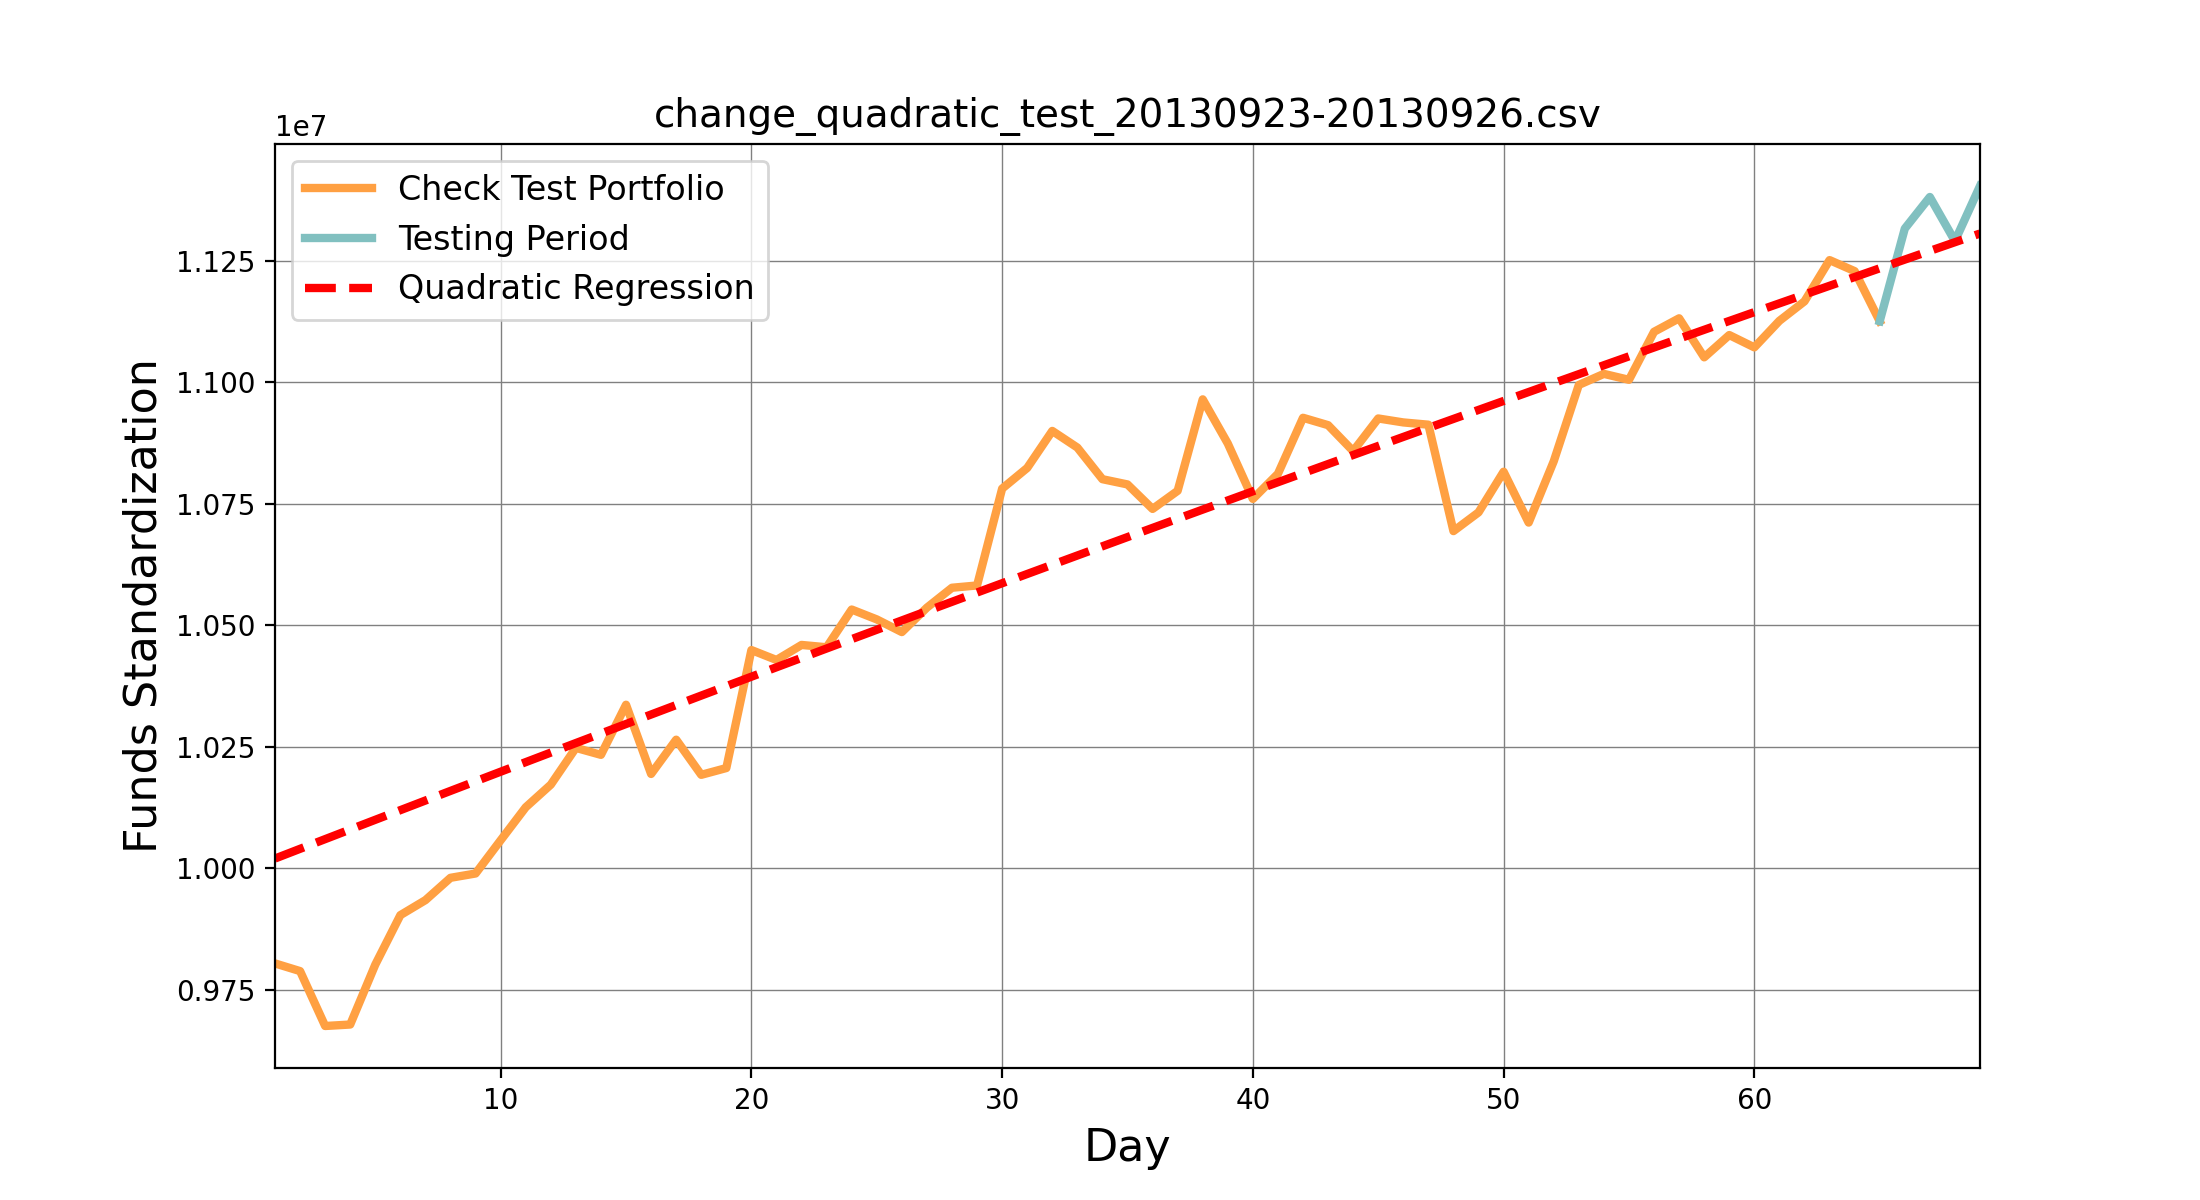 change_quadratic_test_20130923-20130926.csv
1e7
Check Test Portfolio
Testing Period
Quadratic Regression
Funds Standardization
1.125
1.100
1.075
1.050
1.025
1.000
0.975
10 20 30 40 50 60
Day